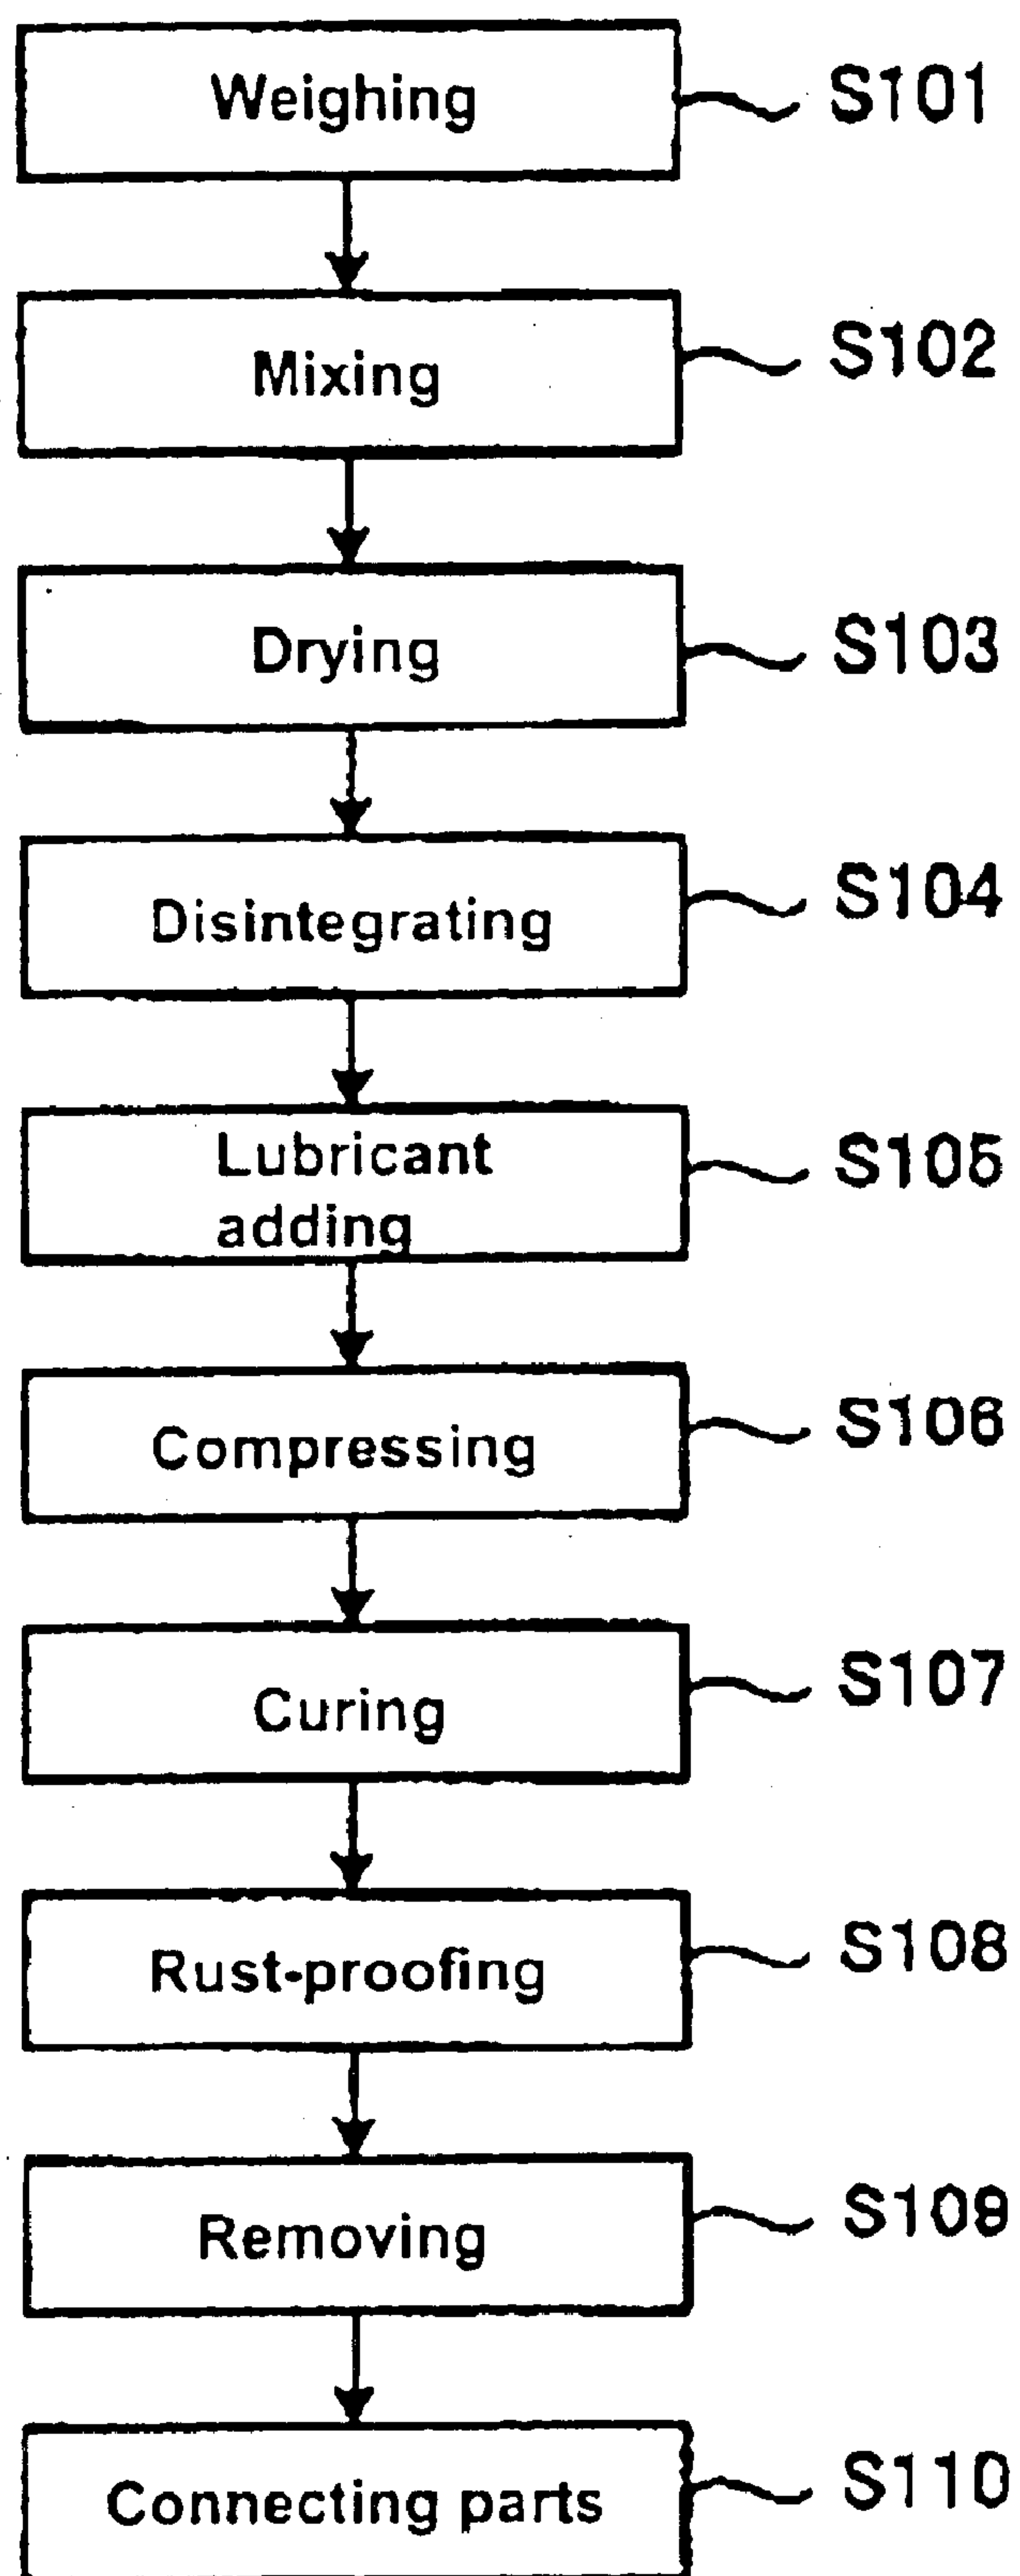 Weighing S101
Mixing S102
Drying S103
Disintegrating S104
Lubricant S105
adding
Compressing S106
Curing S107
Rust-proofing S108
Removing S109
Connecting parts S110